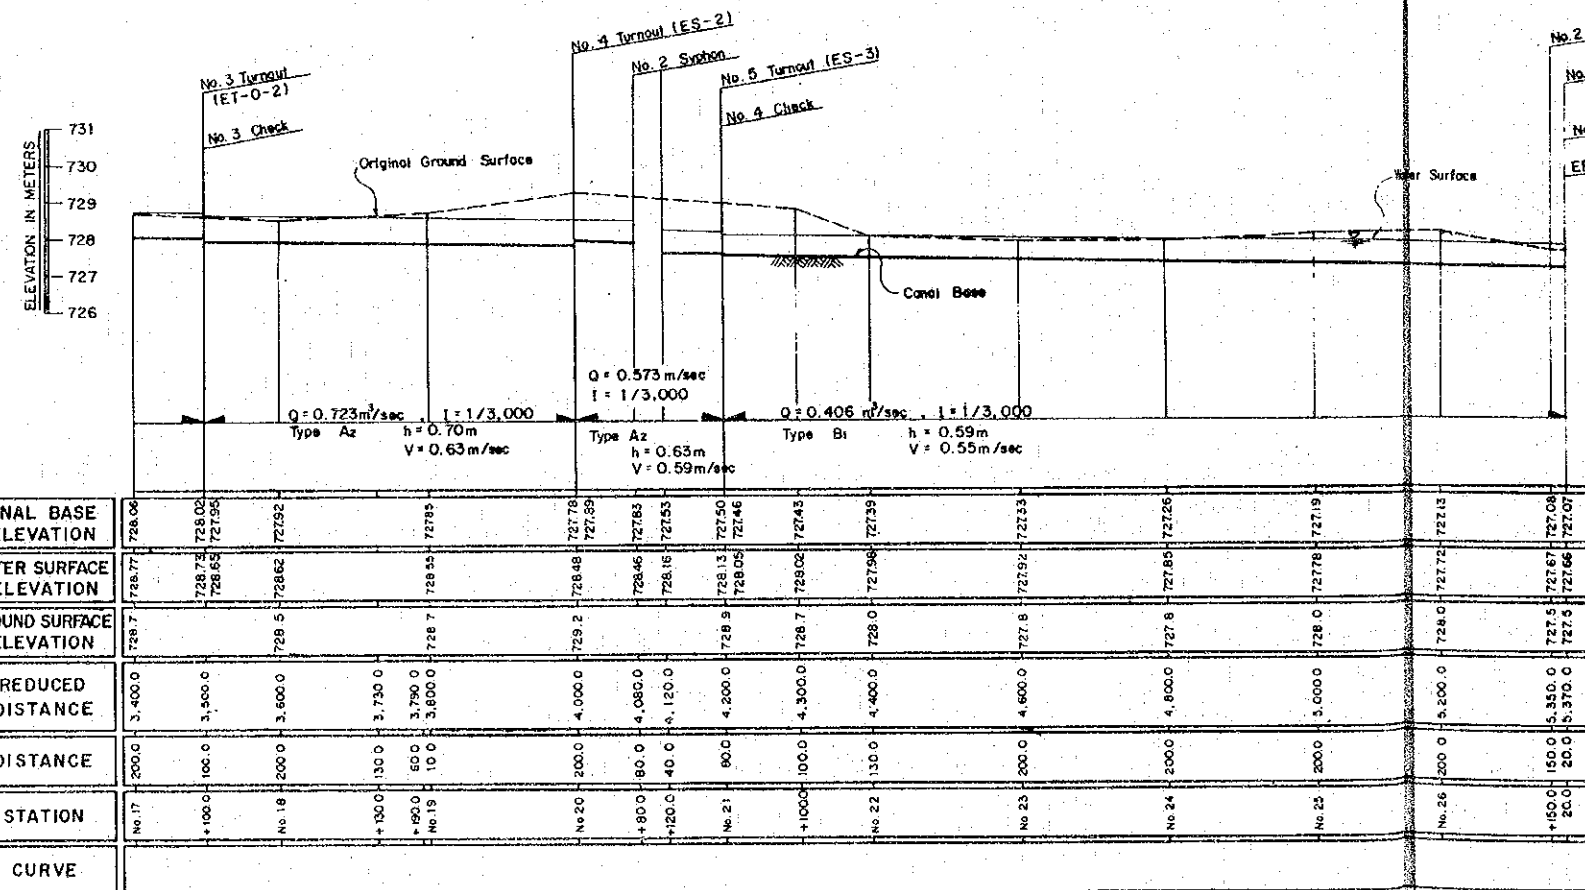 No. 4 Turnout (ES-2)
No. 2 Syphon
No. 5 Turnout (ES-3)
No. 3 Turnout
(ET-O-2)
No. 4 Check
No. 3 Check
No. 2
ELEVATION IN METERS
731
730
729
728
727
726
Original Ground Surface
Surface
Canal Base
Q = 0.573 m/sec
I = 1/3,000
Q = 0.723 m³/sec , I = 1/3,000
Type A2 h = 0.70m
V = 0.63 m/sec
Type A2
h = 0.63m
V = 0.59m/sec
Q = 0.406 m³/sec , I = 1/3,000
Type B1 h = 0.59m
V = 0.55m/sec
NAL BASE
LEVATION
728.06 728.02 727.95 727.92 727.85 727.78 727.89 727.83 727.53 727.50 727.46 727.43 727.39 727.33 727.26 727.19 727.13 727.08 727.07
TER SURFACE
ELEVATION
728.77 728.73 728.65 728.62 728.55 728.48 728.46 728.16 728.13 728.05 728.02 727.98 727.92 727.85 727.78 727.72 727.67 727.66
OUND SURFACE
LEVATION
728.7 728.5 728.7 729.2 728.9 728.7 728.0 727.8 727.8 728.0 728.0 727.5 727.5
REDUCED
DISTANCE
3,400.0 3,500.0 3,600.0 3,730.0 3,790.0 3,800.0 4,000.0 4,080.0 4,120.0 4,200.0 4,300.0 4,400.0 4,600.0 4,800.0 5,000.0 5,200.0 5,350.0 5,370.0
DISTANCE
200.0 100.0 200.0 130.0 60.0 10.0 200.0 80.0 40.0 80.0 100.0 130.0 200.0 200.0 200.0 200.0 150.0 20.0
STATION
No.17 +100.0 No.18 +130.0 +190.0 No.19 No.20 +80.0 +120.0 No.21 +100.0 No.22 No.23 No.24 No.25 No.26 +150.0 20.0
CURVE